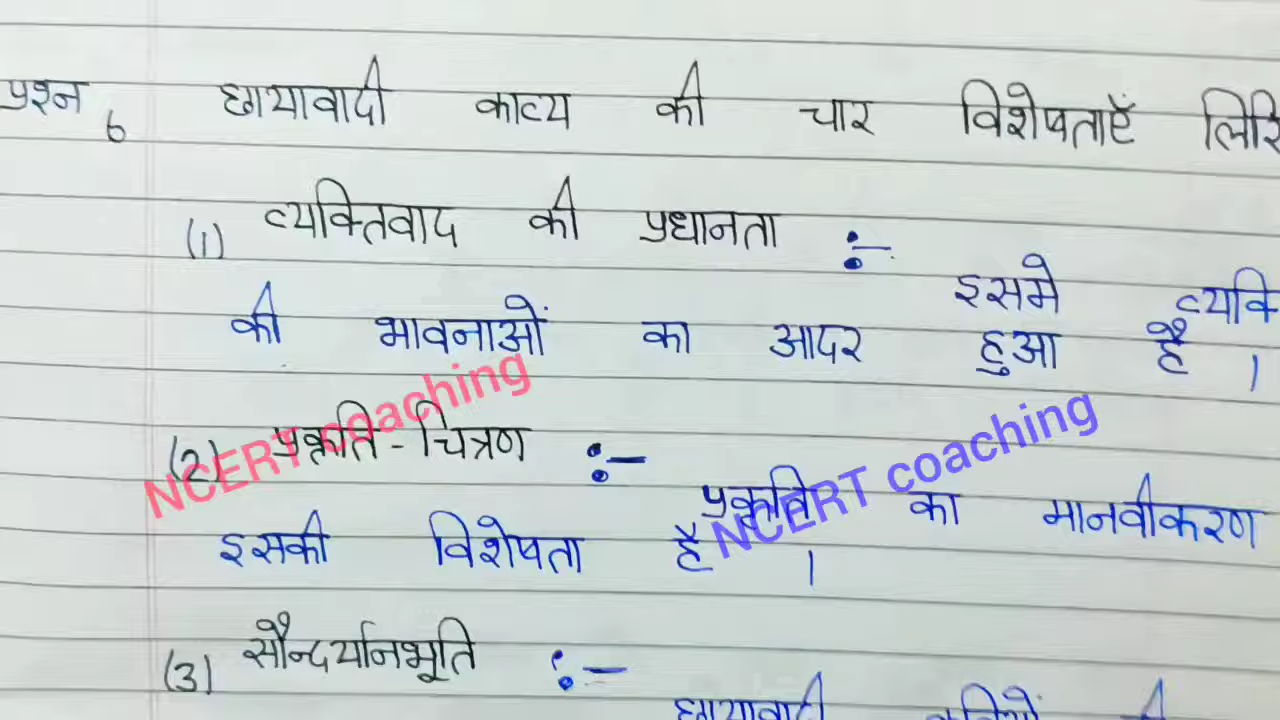 प्रश्न 6 छायावादी काव्य की चार विशेषताएँ
(1) व्यक्तिवाद की प्रधानता :-
इसमे
की भावनाओं का आदर हुआ है ।
(2) प्रकृति-चित्रण :-
NCERT coaching
प्रकृति का मानवीकरण
NCERT coaching
इसकी विशेषता है ।
(3) सौन्दर्यानभूति :-
छायावादी